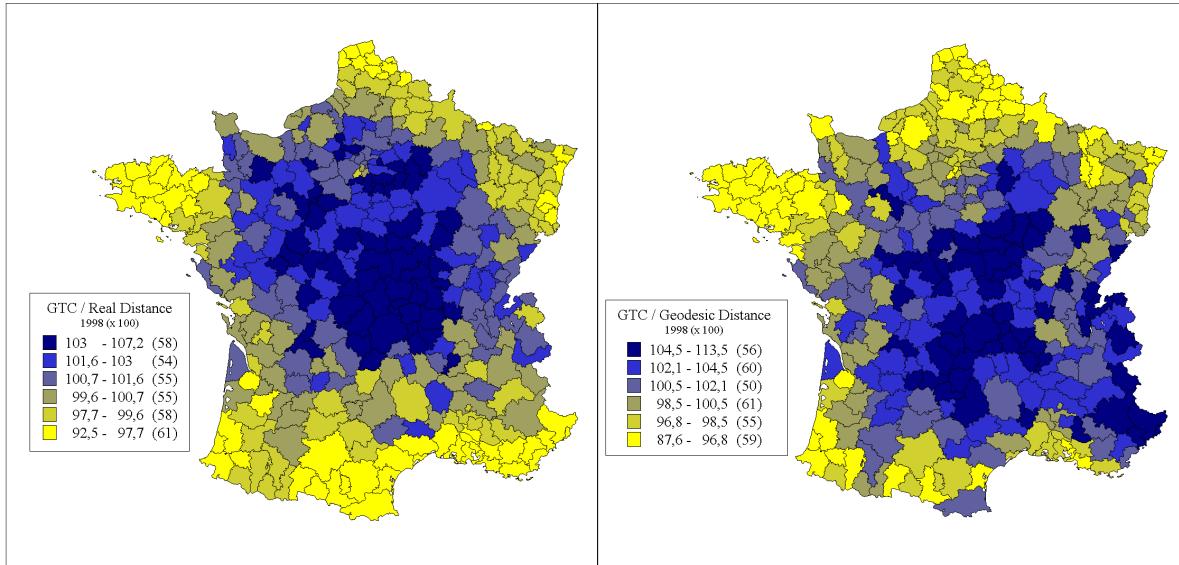 GTC / Real Distance
1998 (x 100)
103 - 107,2 (58)
101,6 - 103 (54)
100,7 - 101,6 (55)
99,6 - 100,7 (55)
97,7 - 99,6 (58)
92,5 - 97,7 (61)
GTC / Geodesic Distance
1998 (x 100)
104,5 - 113,5 (56)
102,1 - 104,5 (60)
100,5 - 102,1 (50)
98,5 - 100,5 (61)
96,8 - 98,5 (55)
87,6 - 96,8 (59)